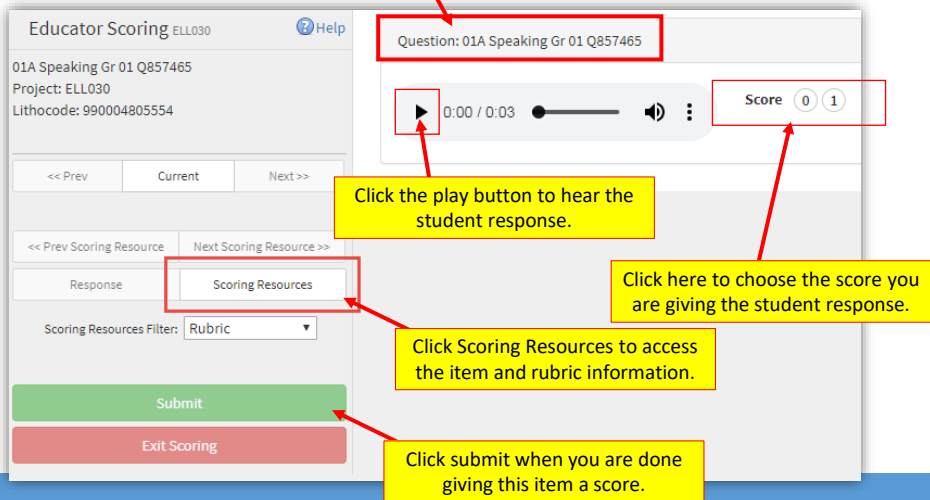 Educator Scoring ELL030
Help
01A Speaking Gr 01 Q857465
Project: ELL030
Lithocode: 990004805554
<< Prev
Current
Next >>
<< Prev Scoring Resource
Next Scoring Resource >>
Response
Scoring Resources
Scoring Resources Filter: Rubric
Submit
Exit Scoring
Question: 01A Speaking Gr 01 Q857465
0:00 / 0:03
Score 0 1
Click the play button to hear the
student response.
Click here to choose the score you
are giving the student response.
Click Scoring Resources to access
the item and rubric information.
Click submit when you are done
giving this item a score.